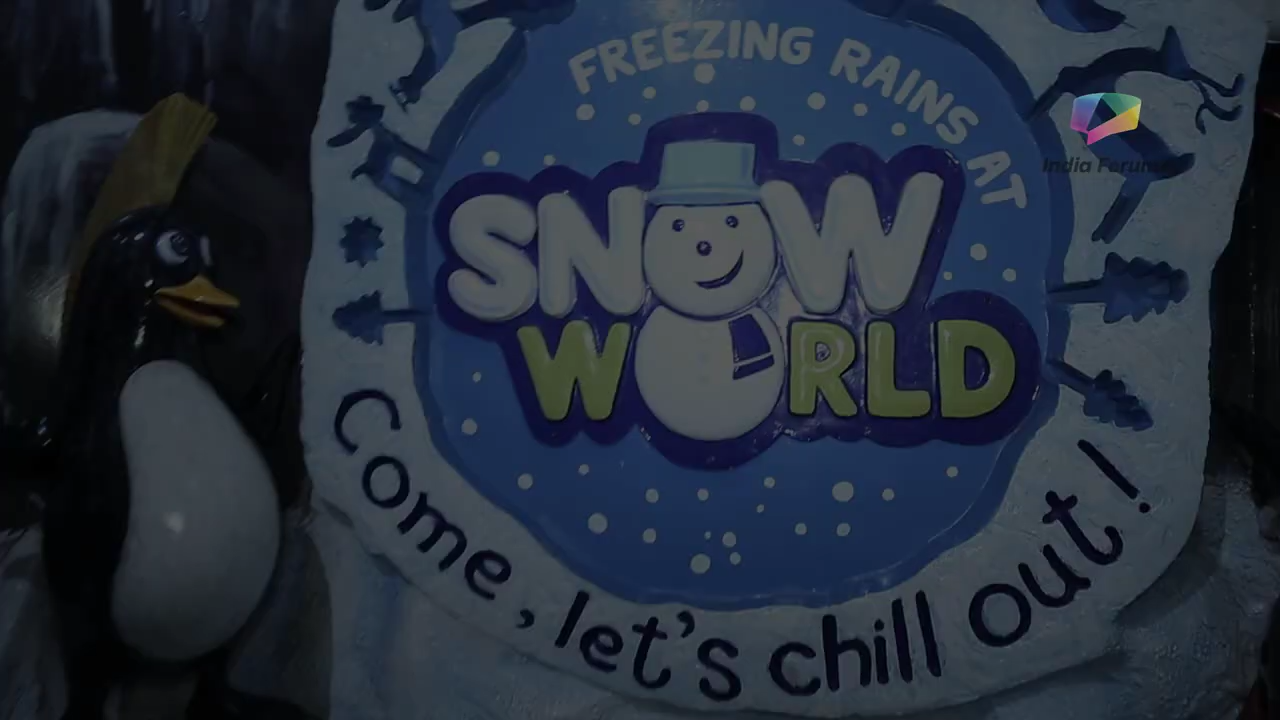 FREEZING RAINS AT
SNOW
WORLD
Come, let's chill out!
India Forums